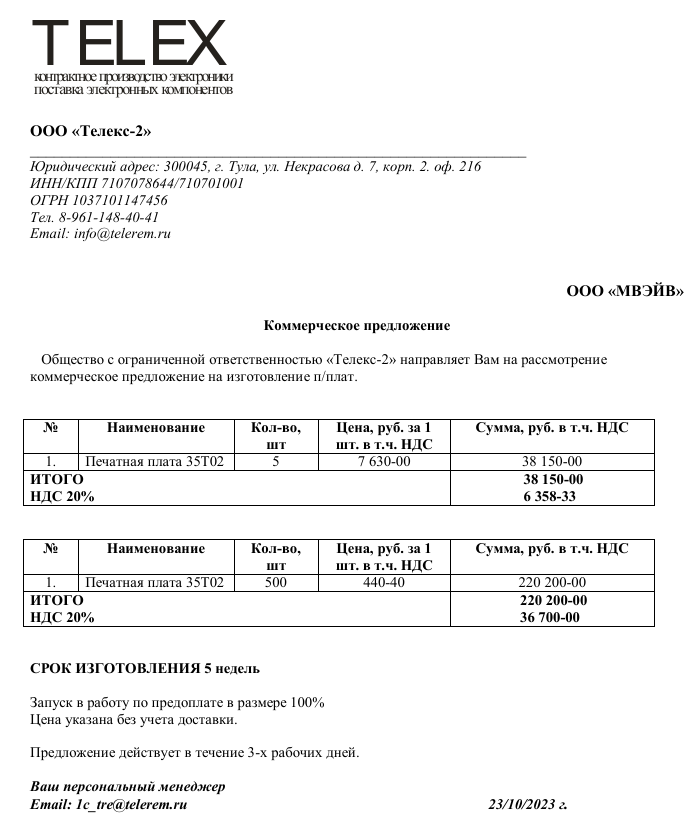 TELEX
контрактное производство электроники
поставка электронных компонентов
ООО «Телекс-2»
Юридический адрес: 300045, г. Тула, ул. Некрасова д. 7, корп. 2. оф. 216
ИНН/КПП 7107078644/710701001
ОГРН 1037101147456
Тел. 8-961-148-40-41
Email: info@telerem.ru
ООО «МВЭЙВ»
Коммерческое предложение
Общество с ограниченной ответственностью «Телекс-2» направляет Вам на рассмотрение
коммерческое предложение на изготовление п/плат.
№ Наименование Кол-во, шт Цена, руб. за 1 шт. в т.ч. НДС Сумма, руб. в т.ч. НДС
1. Печатная плата 35Т02 5 7 630-00 38 150-00
ИТОГО 38 150-00
НДС 20% 6 358-33
№ Наименование Кол-во, шт Цена, руб. за 1 шт. в т.ч. НДС Сумма, руб. в т.ч. НДС
1. Печатная плата 35Т02 500 440-40 220 200-00
ИТОГО 220 200-00
НДС 20% 36 700-00
СРОК ИЗГОТОВЛЕНИЯ 5 недель
Запуск в работу по предоплате в размере 100%
Цена указана без учета доставки.
Предложение действует в течение 3-х рабочих дней.
Ваш персональный менеджер
Email: 1c_tre@telerem.ru 23/10/2023 г.